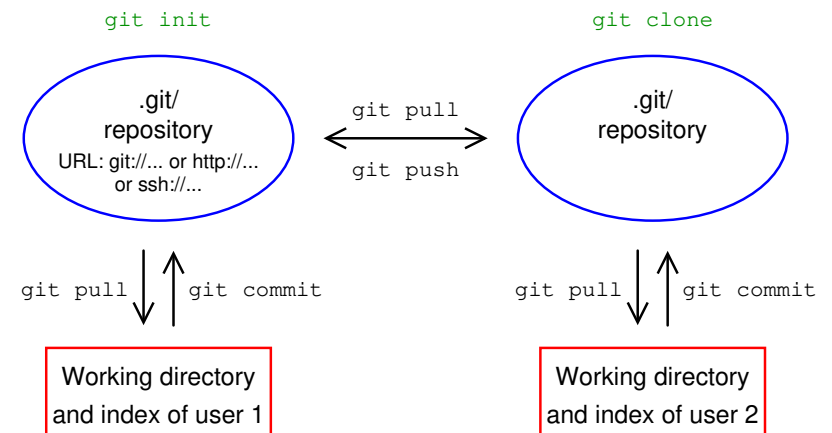 git init
git clone
.git/
repository
URL: git://... or http://...
or ssh://...
git pull
git push
.git/
repository
git pull
git commit
git pull
git commit
Working directory
and index of user 1
Working directory
and index of user 2